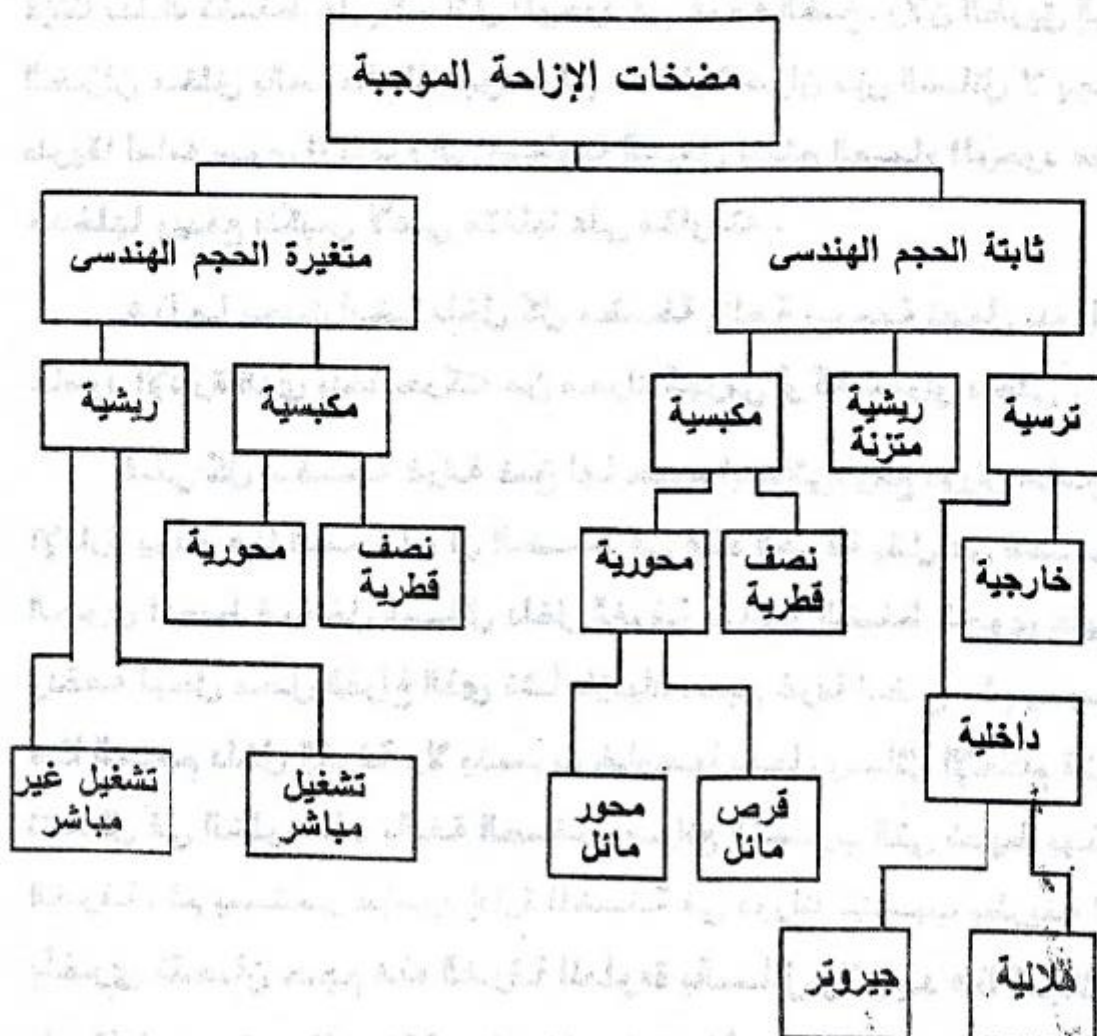 مضخات الإزاحة الموجبة
ثابتة الحجم الهندسى
متغيرة الحجم الهندسى
ترسية
ريشية
متزنة
مكبسية
مكبسية
ريشية
خارجية
نصف
قطرية
محورية
نصف
قطرية
محورية
داخلية
قرص
مائل
محور
مائل
تشغيل
مباشر
تشغيل غير
مباشر
هلالية
جيروتر